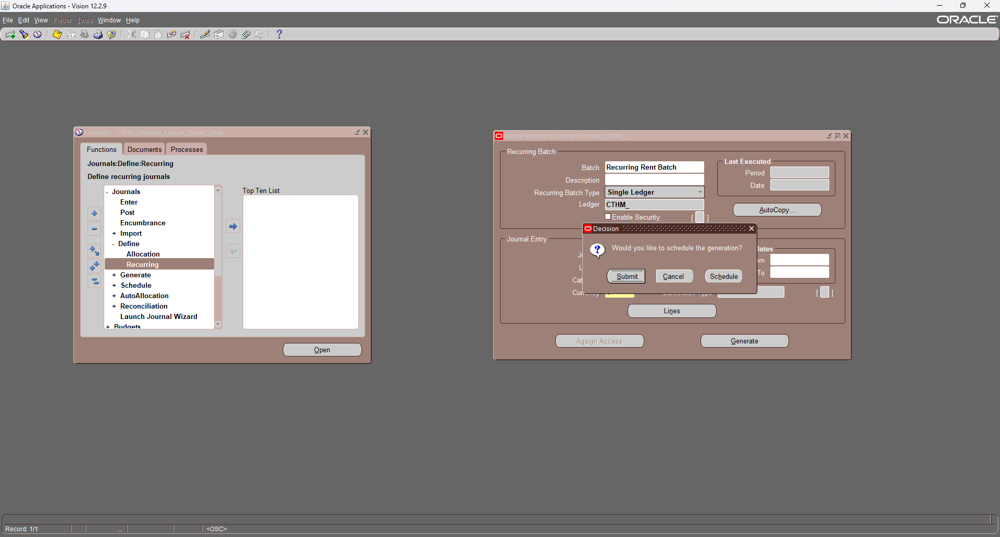 Oracle Applications - Vision 12.2.9
File Edit View Folder Tools Window Help
ORACLE
Navigator - CTHM_General_Ledger_Super_User
Functions Documents Processes
Journals:Define:Recurring
Define recurring journals
- Journals
Enter
Post
Encumbrance
+ Import
- Define
Allocation
Recurring
+ Generate
+ Schedule
+ AutoAllocation
+ Reconciliation
Launch Journal Wizard
+ Budgets
Top Ten List
Open
Define Recurring Journal Formula (CTHM_)
Recurring Batch
Batch Recurring Rent Batch
Description
Recurring Batch Type Single Ledger
Ledger CTHM_
Enable Security [ ]
Last Executed
Period
Date
AutoCopy...
Journal Entry
Decision
Would you like to schedule the generation?
Submit Cancel Schedule
Dates
To
Currency Conversion Type [ ]
Lines
Assign Access Generate
Record: 1/1 ... <OSC>